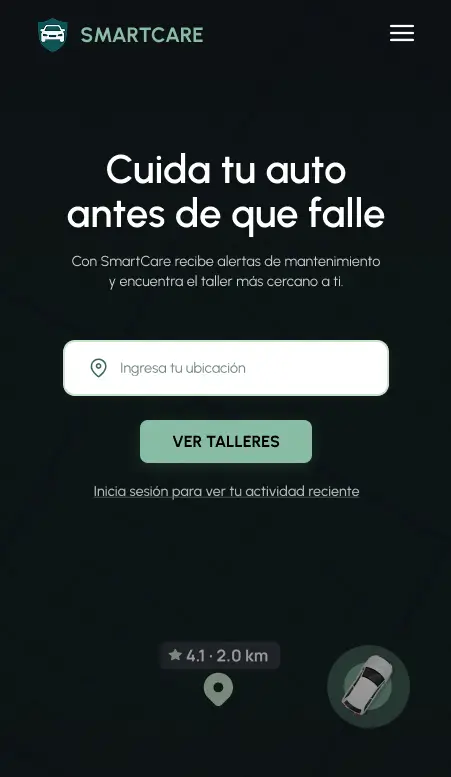 SMARTCARE
Cuida tu auto
antes de que falle
Con SmartCare recibe alertas de mantenimiento
y encuentra el taller más cercano a ti.
Ingresa tu ubicación
VER TALLERES
Inicia sesión para ver tu actividad reciente
4.1 · 2.0 km